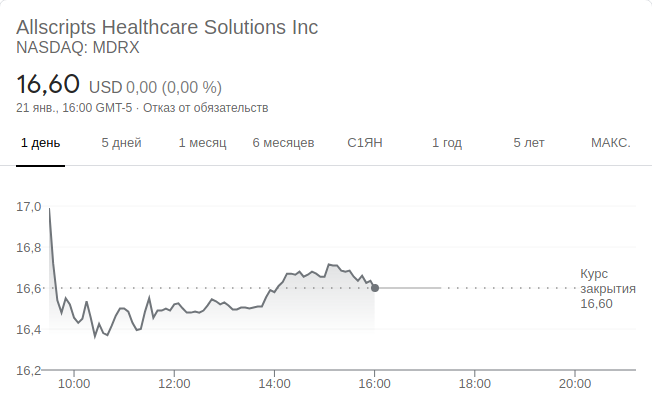 Allscripts Healthcare Solutions Inc
NASDAQ: MDRX
16,60 USD 0,00 (0,00 %)
21 янв., 16:00 GMT-5 · Отказ от обязательств
1 день 5 дней 1 месяц 6 месяцев С1ЯН 1 год 5 лет МАКС.
17,0
16,8
16,6
16,4
16,2
Курс
закрытия
16,60
10:00 12:00 14:00 16:00 18:00 20:00